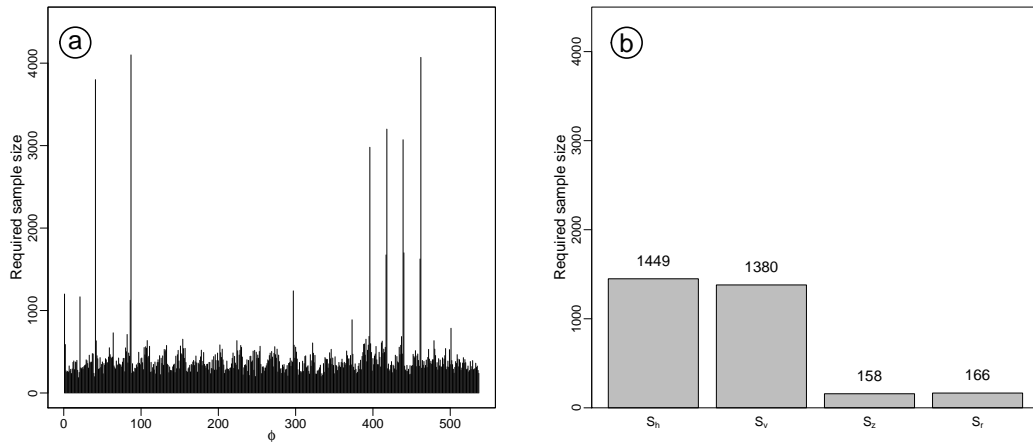 a
Required sample size
0 1000 2000 3000 4000
0 100 200 300 400 500
ϕ
b
Required sample size
0 1000 2000 3000 4000
1449
1380
158
166
Sₕ Sᵥ S_z Sᵣ